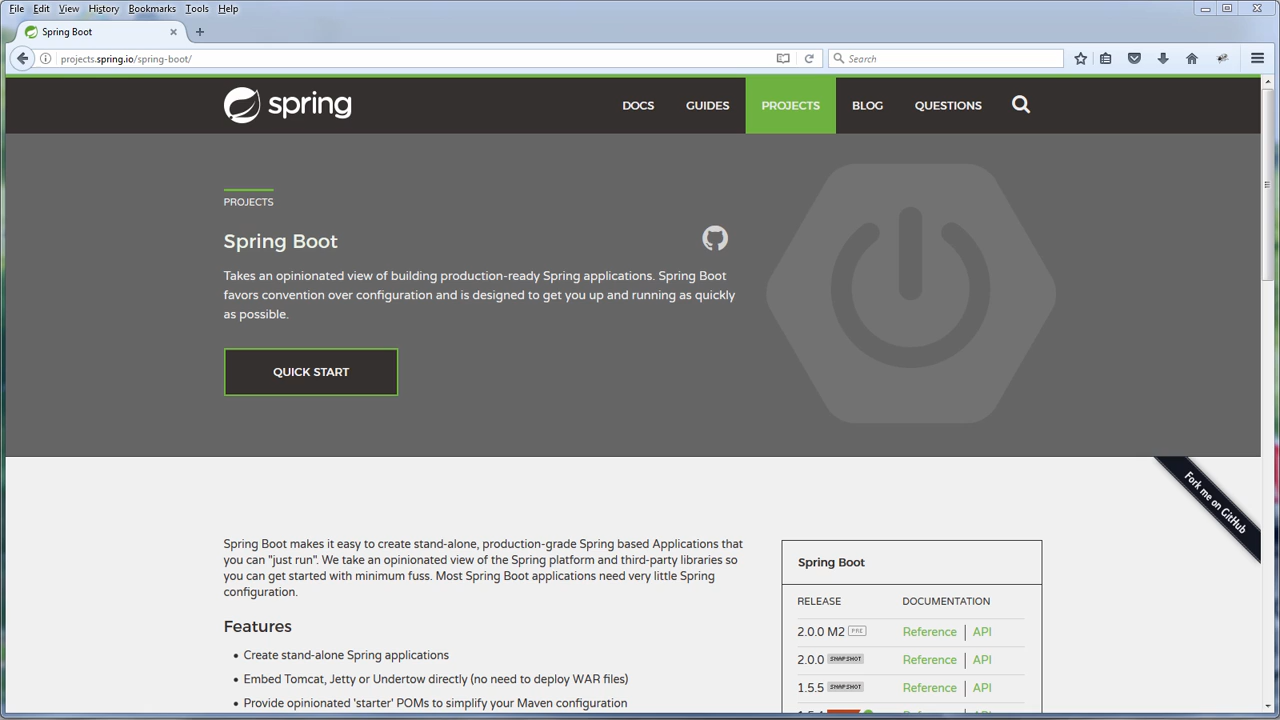 File Edit View History Bookmarks Tools Help
Spring Boot
projects.spring.io/spring-boot/
Search
spring
DOCS GUIDES PROJECTS BLOG QUESTIONS
PROJECTS
Spring Boot
Takes an opinionated view of building production-ready Spring applications. Spring Boot
favors convention over configuration and is designed to get you up and running as quickly
as possible.
QUICK START
Fork me on GitHub
Spring Boot makes it easy to create stand-alone, production-grade Spring based Applications that
you can "just run". We take an opinionated view of the Spring platform and third-party libraries so
you can get started with minimum fuss. Most Spring Boot applications need very little Spring
configuration.
Features
• Create stand-alone Spring applications
• Embed Tomcat, Jetty or Undertow directly (no need to deploy WAR files)
• Provide opinionated 'starter' POMs to simplify your Maven configuration
Spring Boot
RELEASE DOCUMENTATION
2.0.0 M2 PRE Reference | API
2.0.0 SNAPSHOT Reference | API
1.5.5 SNAPSHOT Reference | API